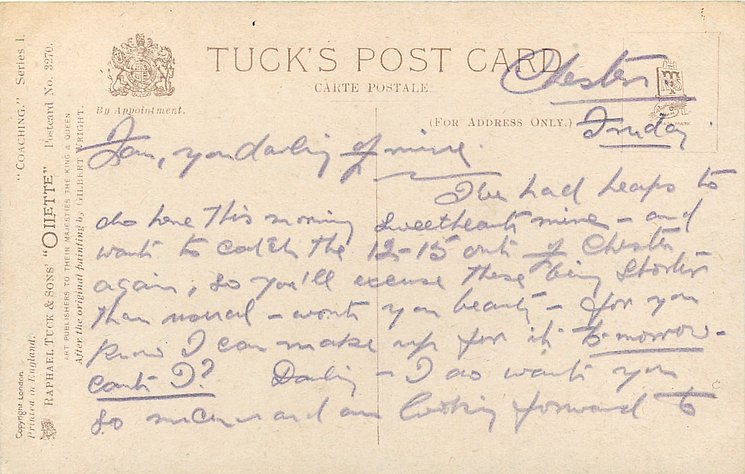 TUCK'S POST CARD
CARTE POSTALE
By Appointment.
(FOR ADDRESS ONLY.)
Chester
Friday.
you darling of mine.
I've had heaps to
do here this morning sweetheart mine - and
want to catch the 12-15 out of Chester
again, so you'll excuse these being shorter
than usual - won't you beauty - for you
know I can make up for it to-morrow -
can't I? Darling - I do want you
so much and am looking forward to
"COACHING." Series I.
RAPHAEL TUCK & SONS' "OILETTE" Postcard No. 3270.
ART PUBLISHERS TO THEIR MAJESTIES THE KING & QUEEN
After the original painting by GILBERT WRIGHT.
Copyright London
Printed in England.